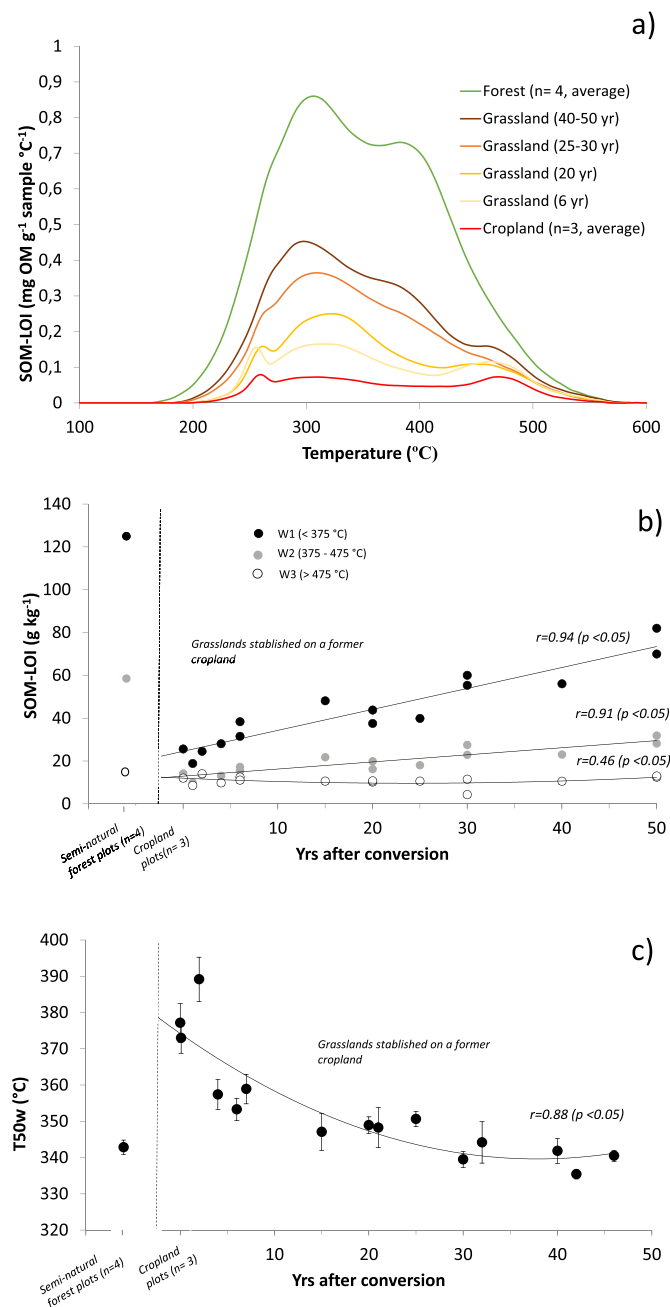 a)
1
0,9
0,8
0,7
0,6
0,5
0,4
0,3
0,2
0,1
0
SOM-LOI (mg OM g-1 sample °C-1)
Forest (n= 4, average)
Grassland (40-50 yr)
Grassland (25-30 yr)
Grassland (20 yr)
Grassland (6 yr)
Cropland (n=3, average)
100
200
300
400
500
600
Temperature (°C)
b)
140
120
100
80
60
40
20
0
SOM-LOI (g kg-1)
W1 (< 375 °C)
W2 (375 - 475 °C)
W3 (> 475 °C)
Grasslands stablished on a former
cropland
r=0.94 (p <0.05)
0.91 (p <0.05)
r=0.46 (p <0.05)
10
20
30
40
50
Semi-natural
forest plots (n=4)
Cropland
plots(n= 3)
Yrs after conversion
c)
400
390
380
370
360
350
340
330
320
T50w (°C)
Grasslands stablished on a former
cropland
r=0.88 (p <0.05)
10
20
30
40
50
Semi-natural
forest plots (n=4)
Cropland
plots (n= 3)
Yrs after conversion